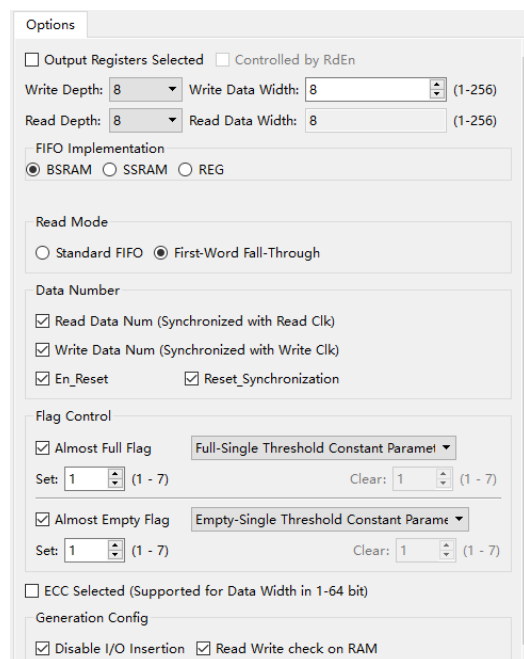 Options
Output Registers Selected Controlled by RdEn
Write Depth: 8 Write Data Width: 8 (1-256)
Read Depth: 8 Read Data Width: 8 (1-256)
FIFO Implementation
BSRAM SSRAM REG
Read Mode
Standard FIFO First-Word Fall-Through
Data Number
Read Data Num (Synchronized with Read Clk)
Write Data Num (Synchronized with Write Clk)
En_Reset Reset_Synchronization
Flag Control
Almost Full Flag Full-Single Threshold Constant Paramet
Set: 1 (1 - 7) Clear: 1 (1 - 7)
Almost Empty Flag Empty-Single Threshold Constant Parame
Set: 1 (1 - 7) Clear: 1 (1 - 7)
ECC Selected (Supported for Data Width in 1-64 bit)
Generation Config
Disable I/O Insertion Read Write check on RAM